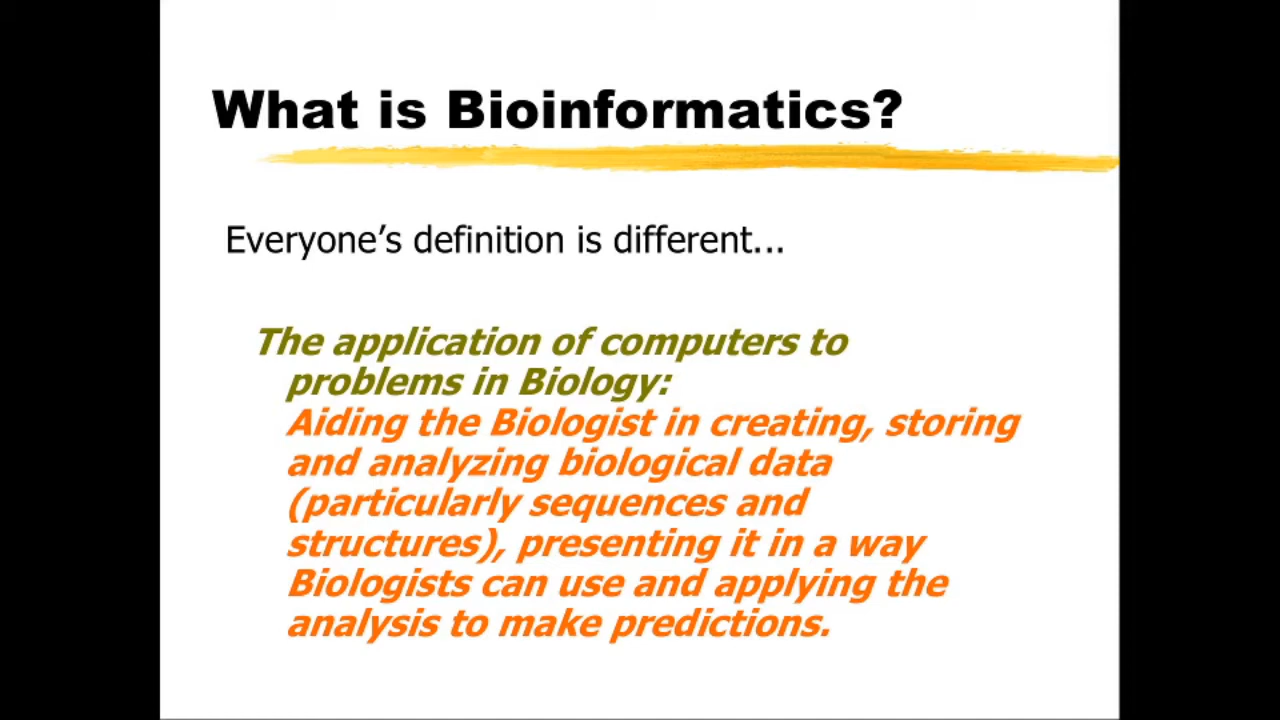 What is Bioinformatics?
Everyone’s definition is different...
The application of computers to
problems in Biology:
Aiding the Biologist in creating, storing
and analyzing biological data
(particularly sequences and
structures), presenting it in a way
Biologists can use and applying the
analysis to make predictions.